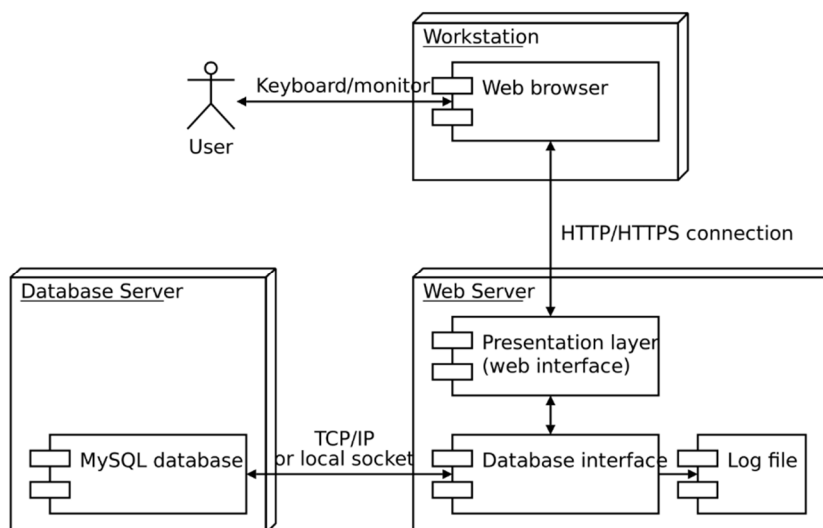 Workstation
Keyboard/monitor
Web browser
User
HTTP/HTTPS connection
Database Server
Web Server
Presentation layer
(web interface)
TCP/IP
or local socket
MySQL database
Database interface
Log file